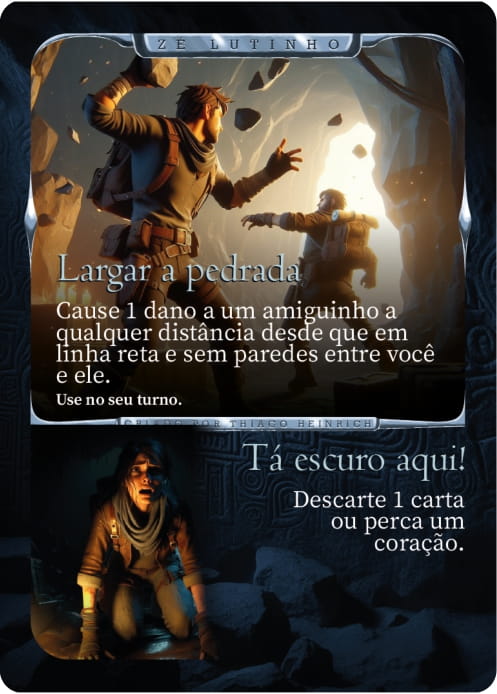 ZÉ LUTINHO
Largar a pedrada
Cause 1 dano a um amiguinho a
qualquer distância desde que em
linha reta e sem paredes entre você
e ele.
Use no seu turno.
CRIADO POR THIAGO HEINRICH
Tá escuro aqui!
Descarte 1 carta
ou perca um
coração.